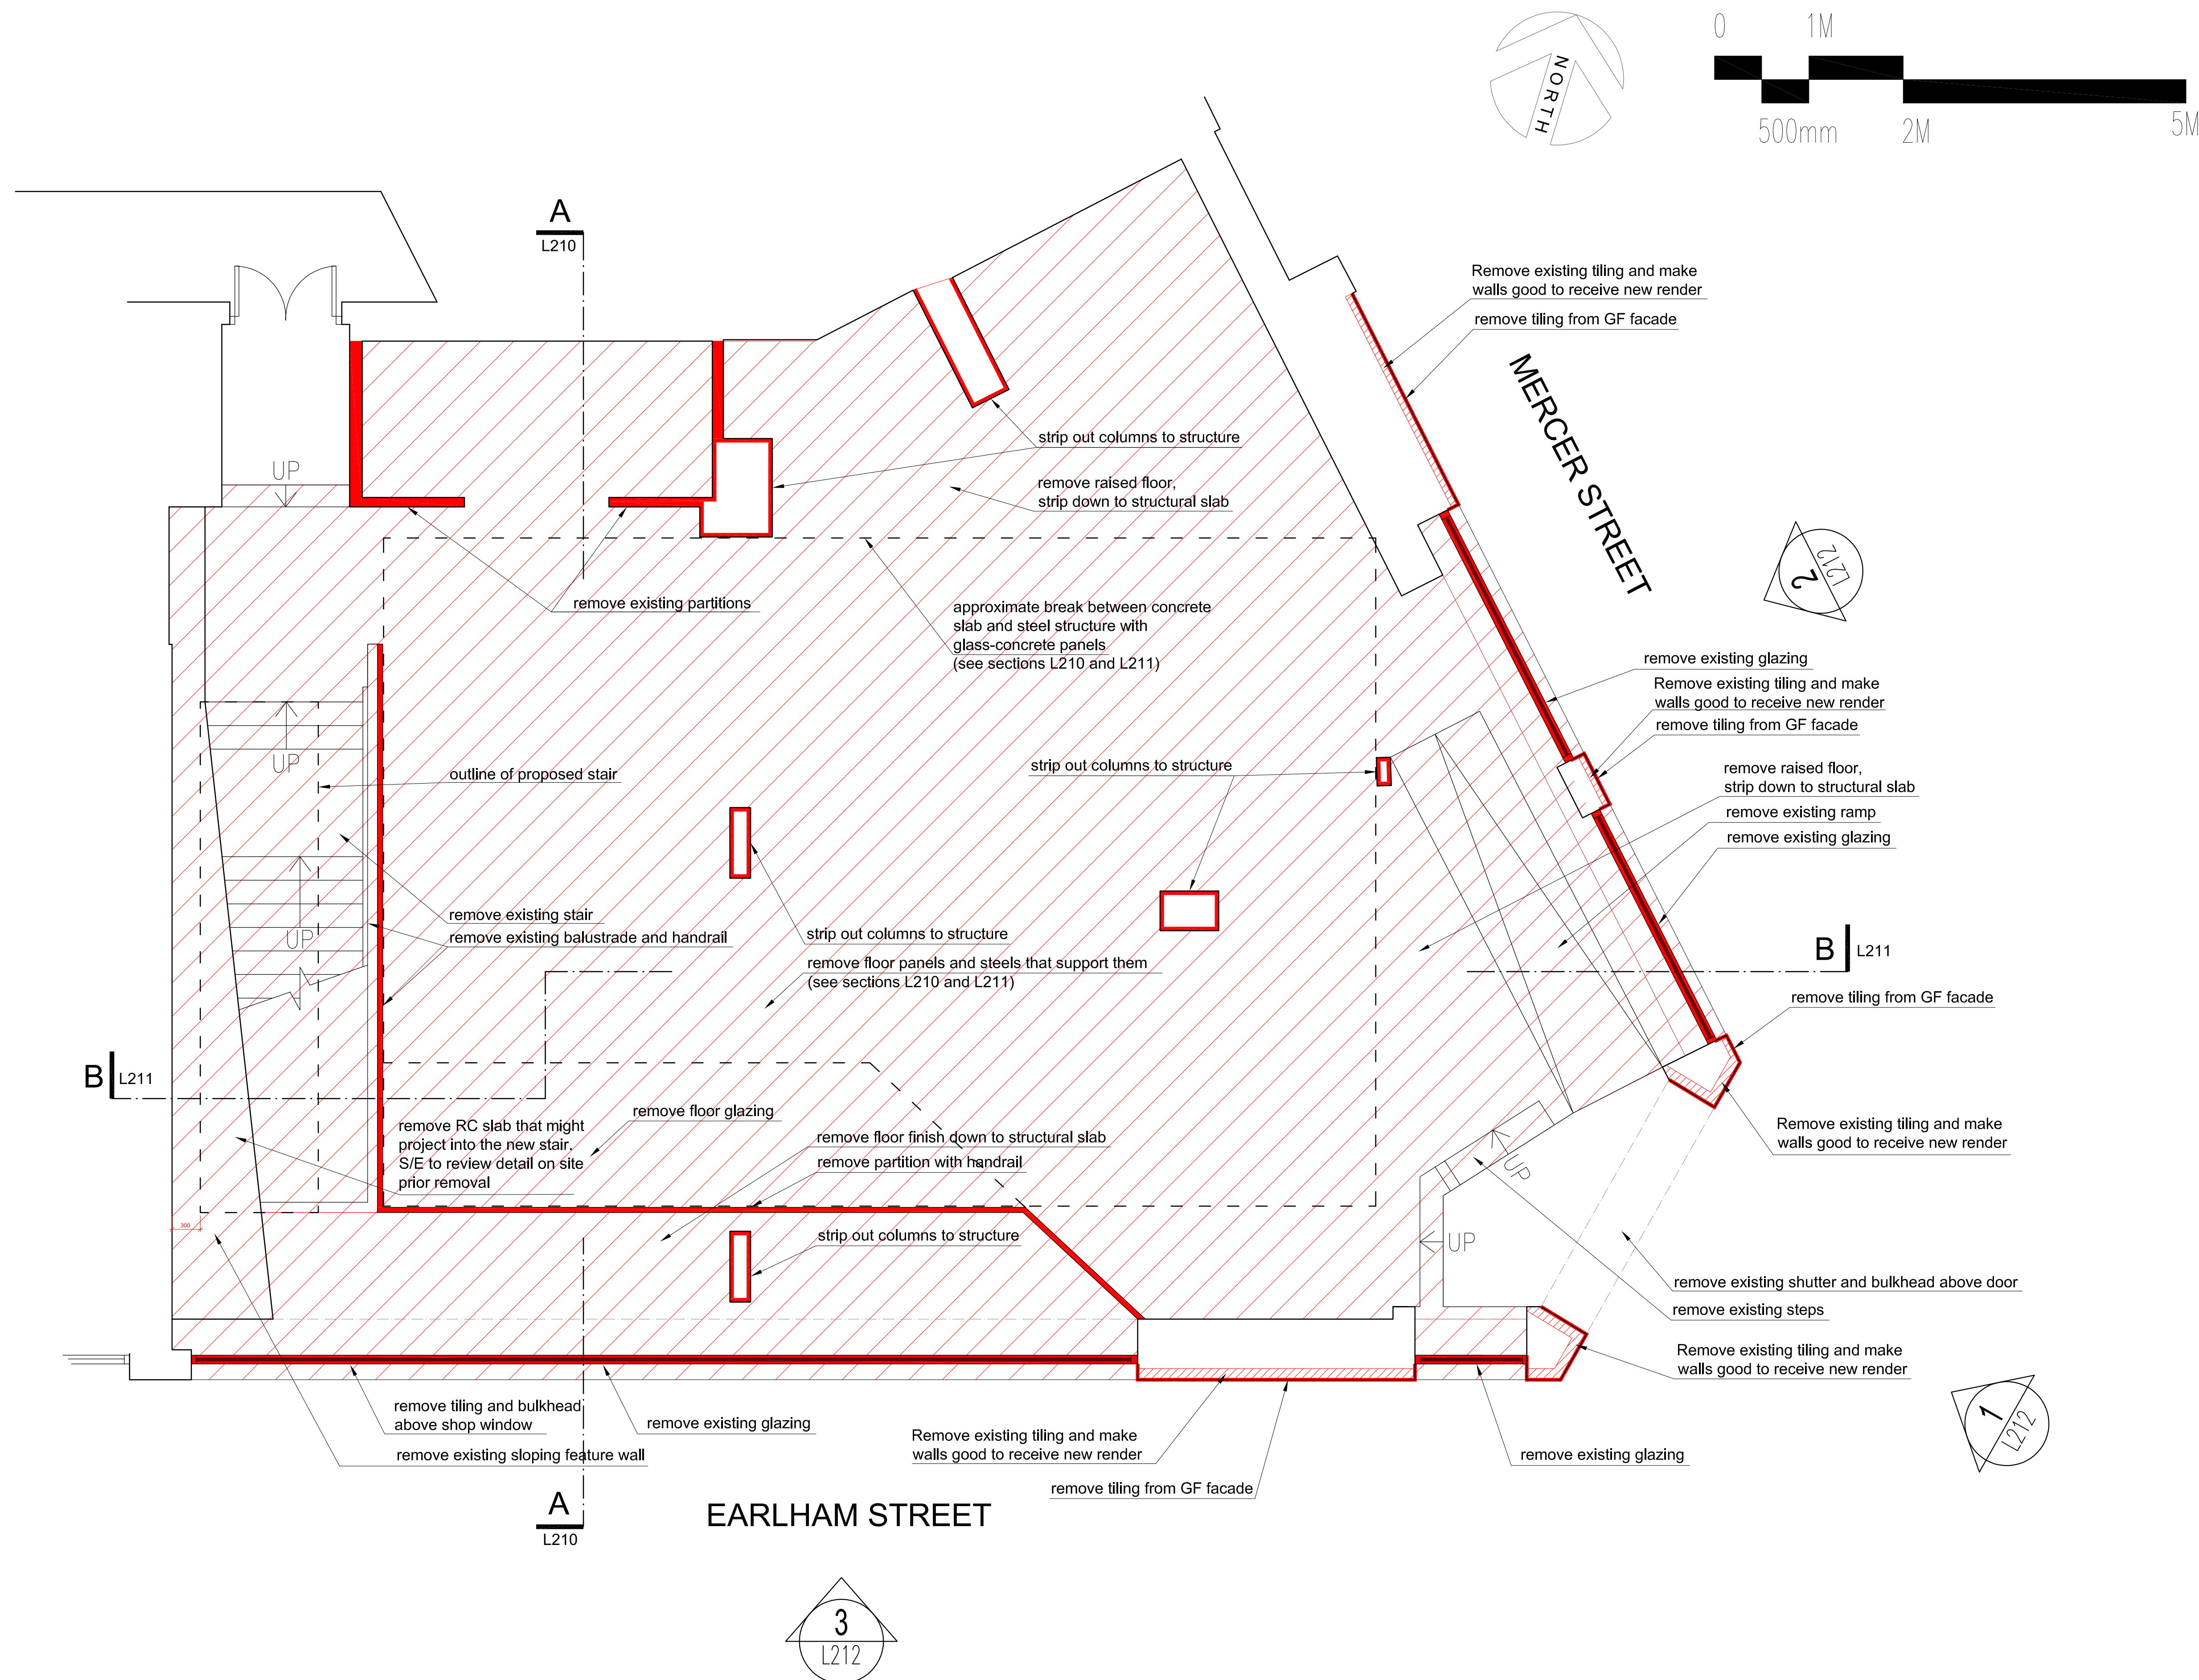 0 1M
500mm 2M 5M
NORTH
A
L210
Remove existing tiling and make
walls good to receive new render
remove tiling from GF facade
MERCER STREET
strip out columns to structure
UP
remove raised floor,
strip down to structural slab
2
L212
remove existing partitions
approximate break between concrete
slab and steel structure with
glass-concrete panels
(see sections L210 and L211)
remove existing glazing
Remove existing tiling and make
walls good to receive new render
remove tiling from GF facade
UP
outline of proposed stair
strip out columns to structure
remove raised floor,
strip down to structural slab
remove existing ramp
remove existing glazing
remove existing stair
UP
remove existing balustrade and handrail
strip out columns to structure
B L211
remove floor panels and steels that support them
(see sections L210 and L211)
remove tiling from GF facade
B L211
remove RC slab that might
project into the new stair.
S/E to review detail on site
prior removal
remove floor glazing
remove floor finish down to structural slab
remove partition with handrail
UP
Remove existing tiling and make
walls good to receive new render
300
strip out columns to structure
UP
remove existing shutter and bulkhead above door
remove existing steps
Remove existing tiling and make
walls good to receive new render
remove tiling and bulkhead
above shop window
remove existing glazing
remove existing sloping feature wall
Remove existing tiling and make
walls good to receive new render
remove existing glazing
remove tiling from GF facade
1
L212
A
L210
EARLHAM STREET
3
L212